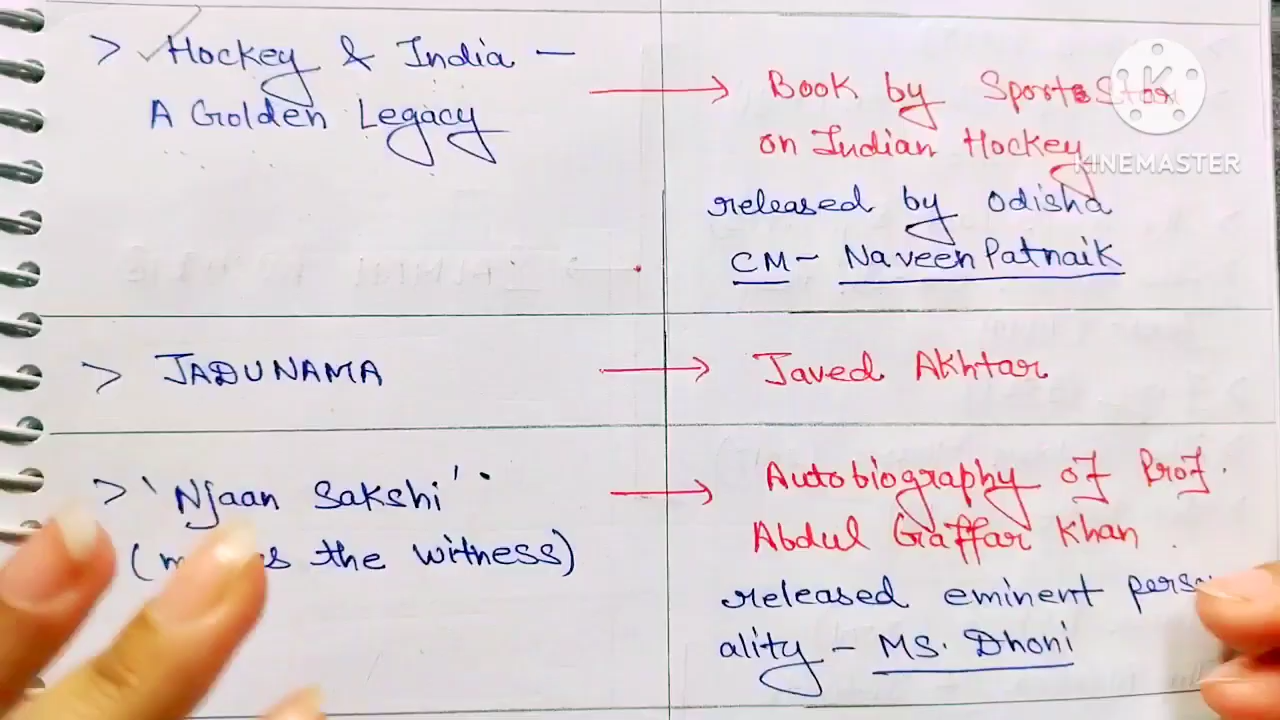 > Hockey & India —
A Golden Legacy
→ Book by Sports Star
on Indian Hockey
released by Odisha
CM - Naveen Patnaik
> JADUNAMA → Javed Akhtar
> 'Njaan Sakshi' → Autobiography of Prof.
(the witness) Abdul Gaffar Khan
released eminent
ality - MS. Dhoni
K
KINEMASTER